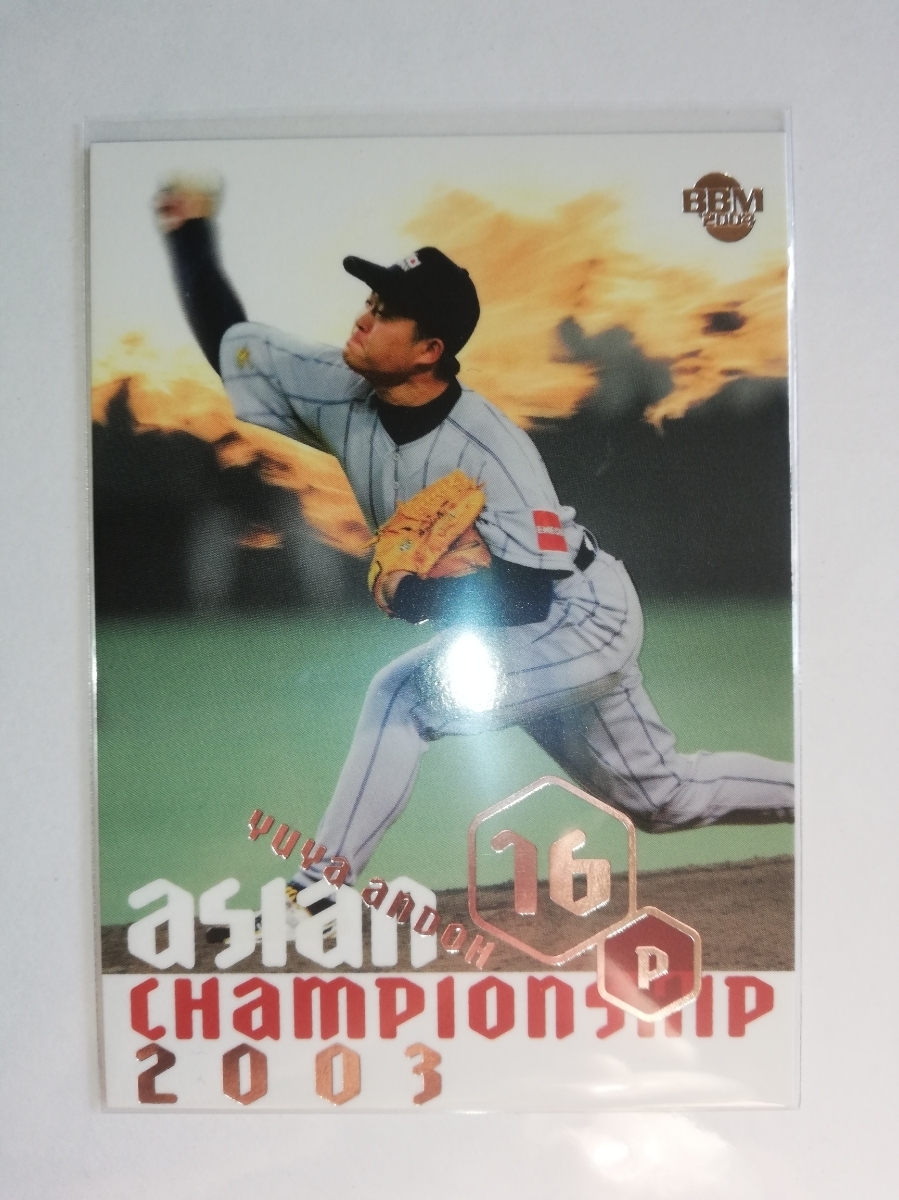 BBM
2003
YUYA ANDOH
16
P
asian
CHAMPIONSHIP
2003